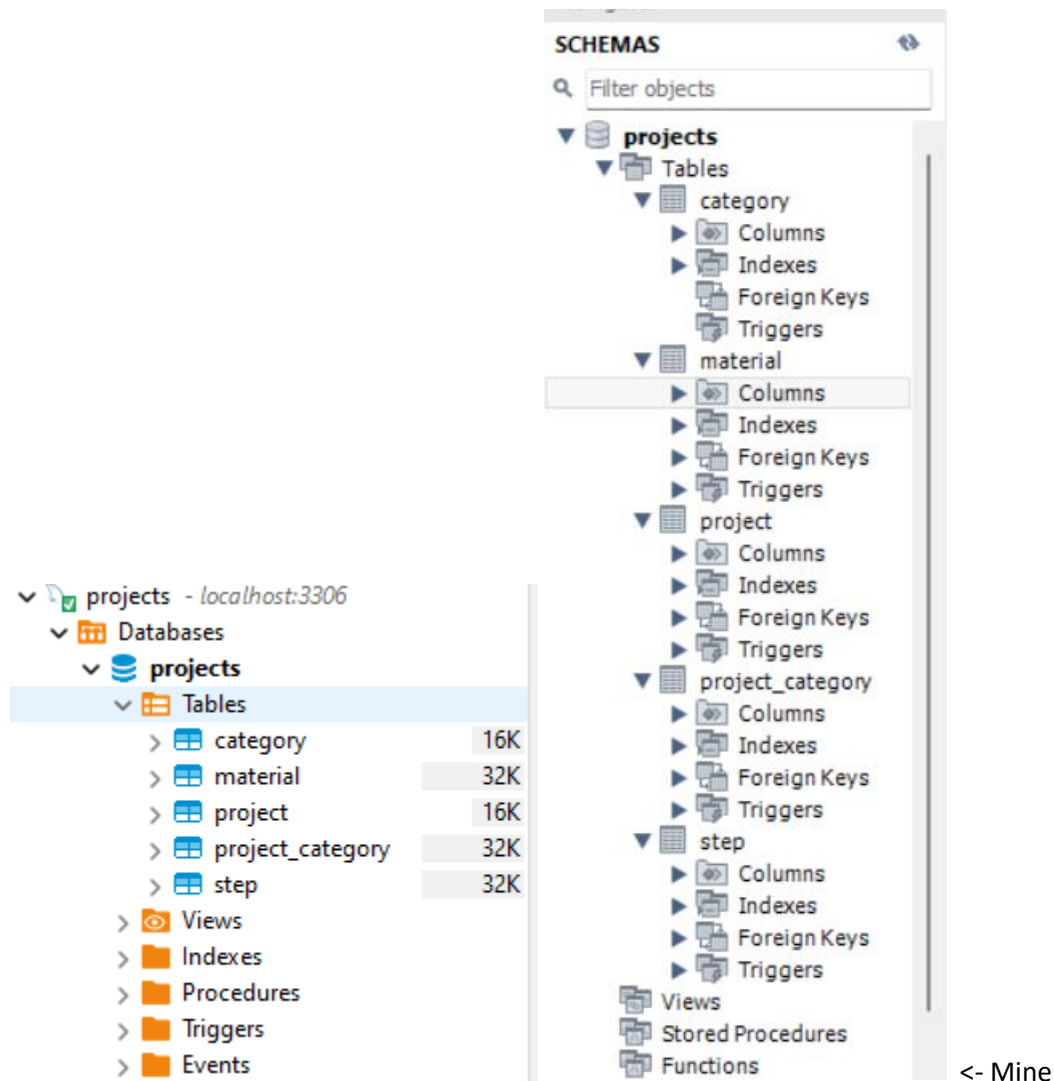 SCHEMAS
Filter objects
projects
Tables
category
Columns
Indexes
Foreign Keys
Triggers
material
Columns
Indexes
Foreign Keys
Triggers
project
Columns
Indexes
Foreign Keys
Triggers
project_category
Columns
Indexes
Foreign Keys
Triggers
step
Columns
Indexes
Foreign Keys
Triggers
Views
Stored Procedures
Functions
<- Mine
projects - localhost:3306
Databases
projects
Tables
category 16K
material 32K
project 16K
project_category 32K
step 32K
Views
Indexes
Procedures
Triggers
Events